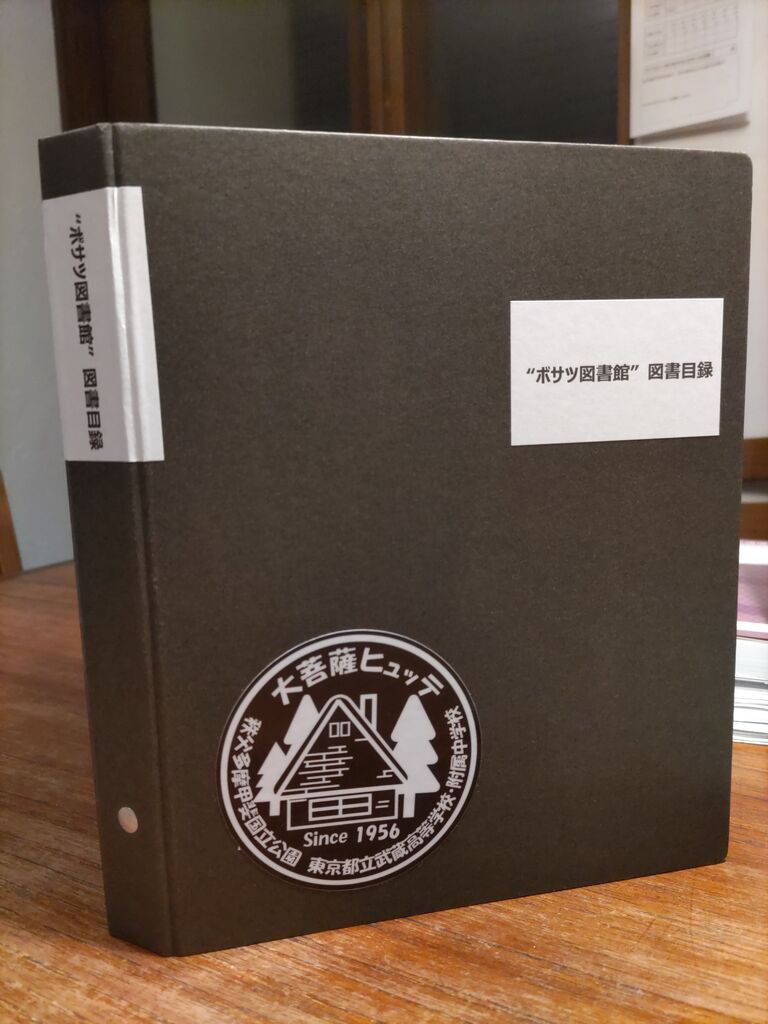 “ボサツ図書館” 図書目録
“ボサツ図書館” 図書目録
大菩薩ヒュッテ
秩父多摩甲斐国立公園
東京都立武蔵高等学校・附属中学校
Since 1956